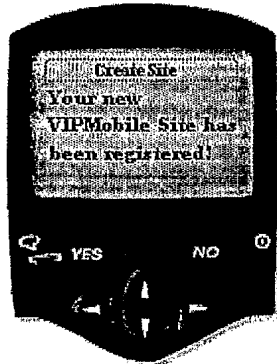 Create Site
Your new
VIPMobile Site has
been registered!
YES NO